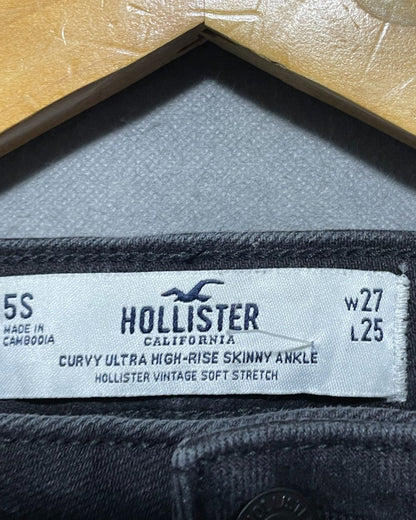 5S
MADE IN
CAMBODIA
HOLLISTER
CALIFORNIA
CURVY ULTRA HIGH-RISE SKINNY ANKLE
HOLLISTER VINTAGE SOFT STRETCH
W27
L25